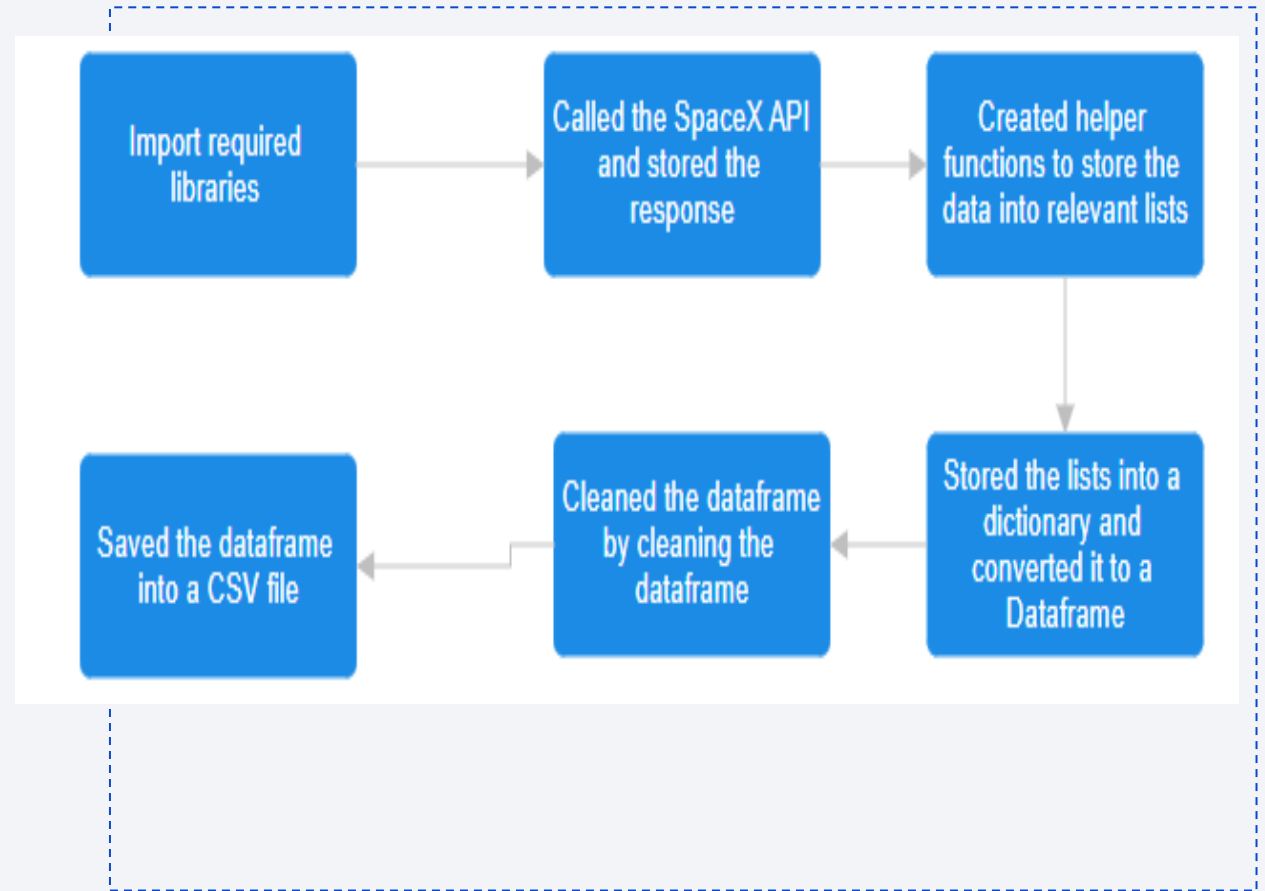 Import required
libraries
Called the SpaceX API
and stored the
response
Created helper
functions to store the
data into relevant lists
Stored the lists into a
dictionary and
converted it to a
Dataframe
Cleaned the dataframe
by cleaning the
dataframe
Saved the dataframe
into a CSV file